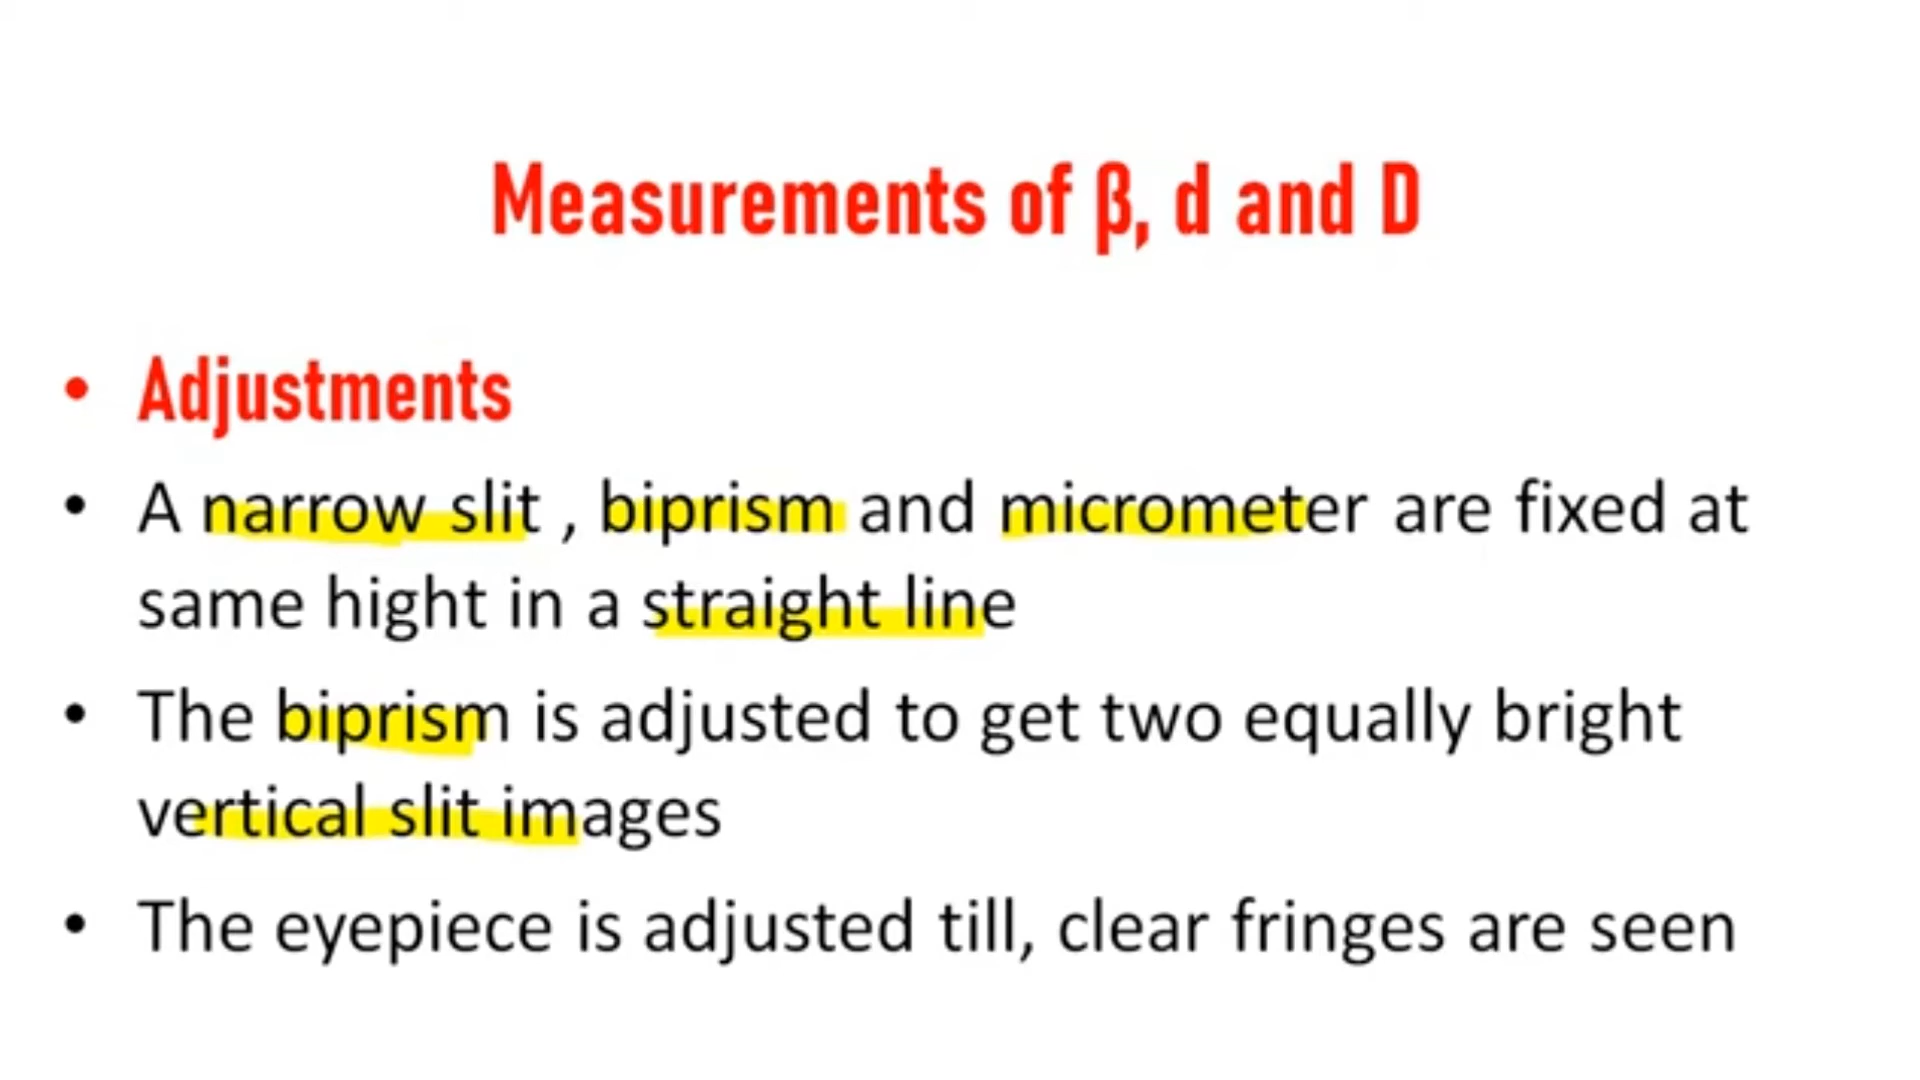 Measurements of β, d and D
• Adjustments
• A narrow slit , biprism and micrometer are fixed at
same hight in a straight line
• The biprism is adjusted to get two equally bright
vertical slit images
• The eyepiece is adjusted till, clear fringes are seen